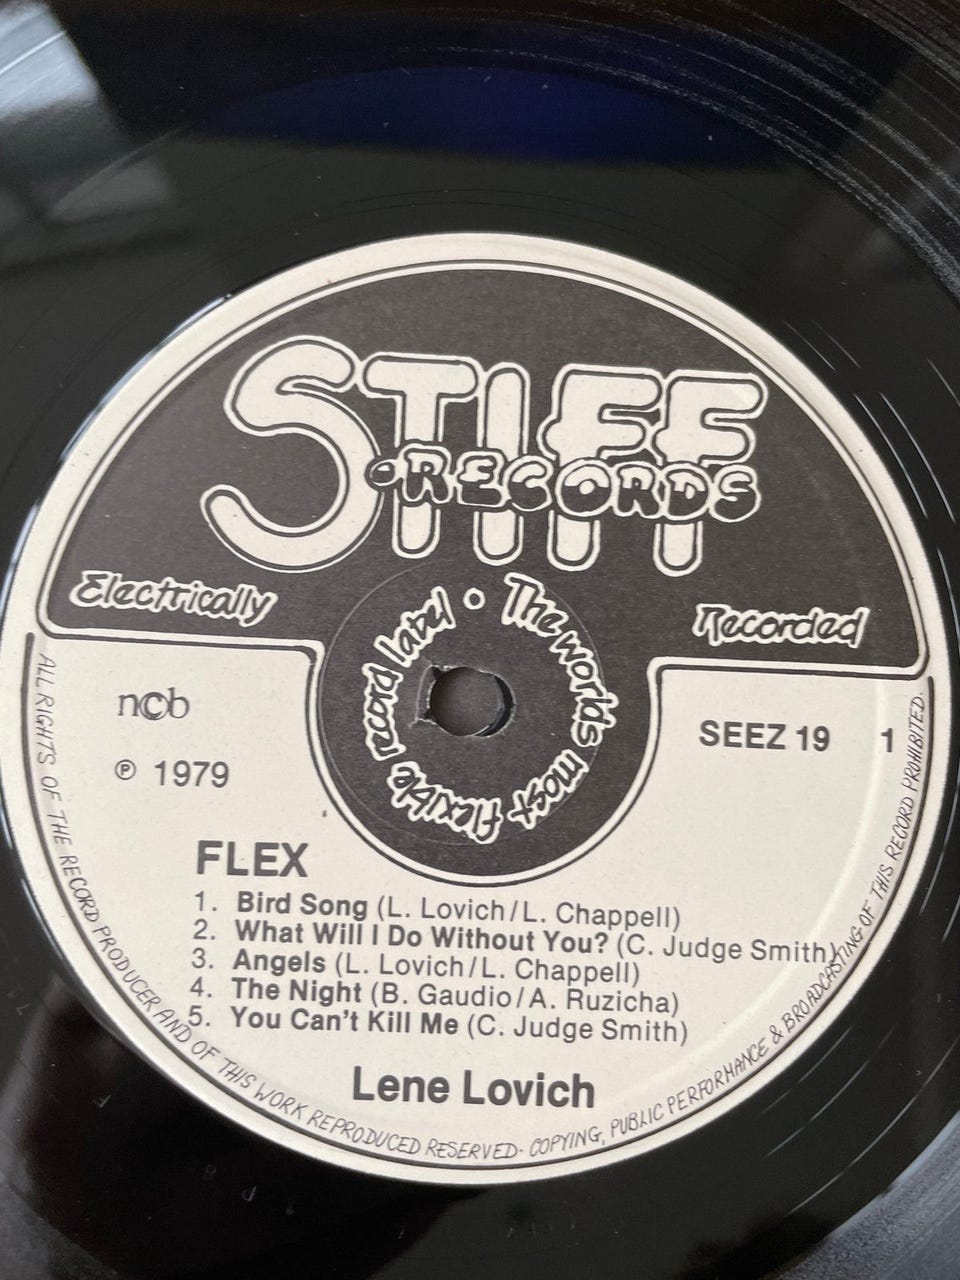 STIFF
•RECORDS
Electrically
Recorded
• The worlds most flexible record label
ncb
SEEZ 19 1
℗ 1979
FLEX
1. Bird Song (L. Lovich/L. Chappell)
2. What Will I Do Without You? (C. Judge Smith)
3. Angels (L. Lovich/L. Chappell)
4. The Night (B. Gaudio/A. Ruzicha)
5. You Can't Kill Me (C. Judge Smith)
Lene Lovich
ALL RIGHTS OF THE RECORD PRODUCER AND OF THIS WORK REPRODUCED RESERVED· COPYING, PUBLIC PERFORMANCE & BROADCASTING OF THIS RECORD PROHIBITED.